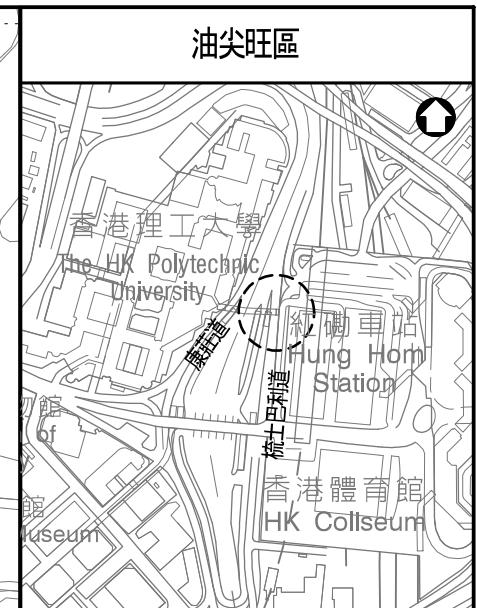 油尖旺區
香港理工大學
The HK Polytechnic
University
康莊道
紅磡車站
Hung Hom
Station
梳士巴利道
物館
of
香港體育館
HK Coliseum
館
Museum